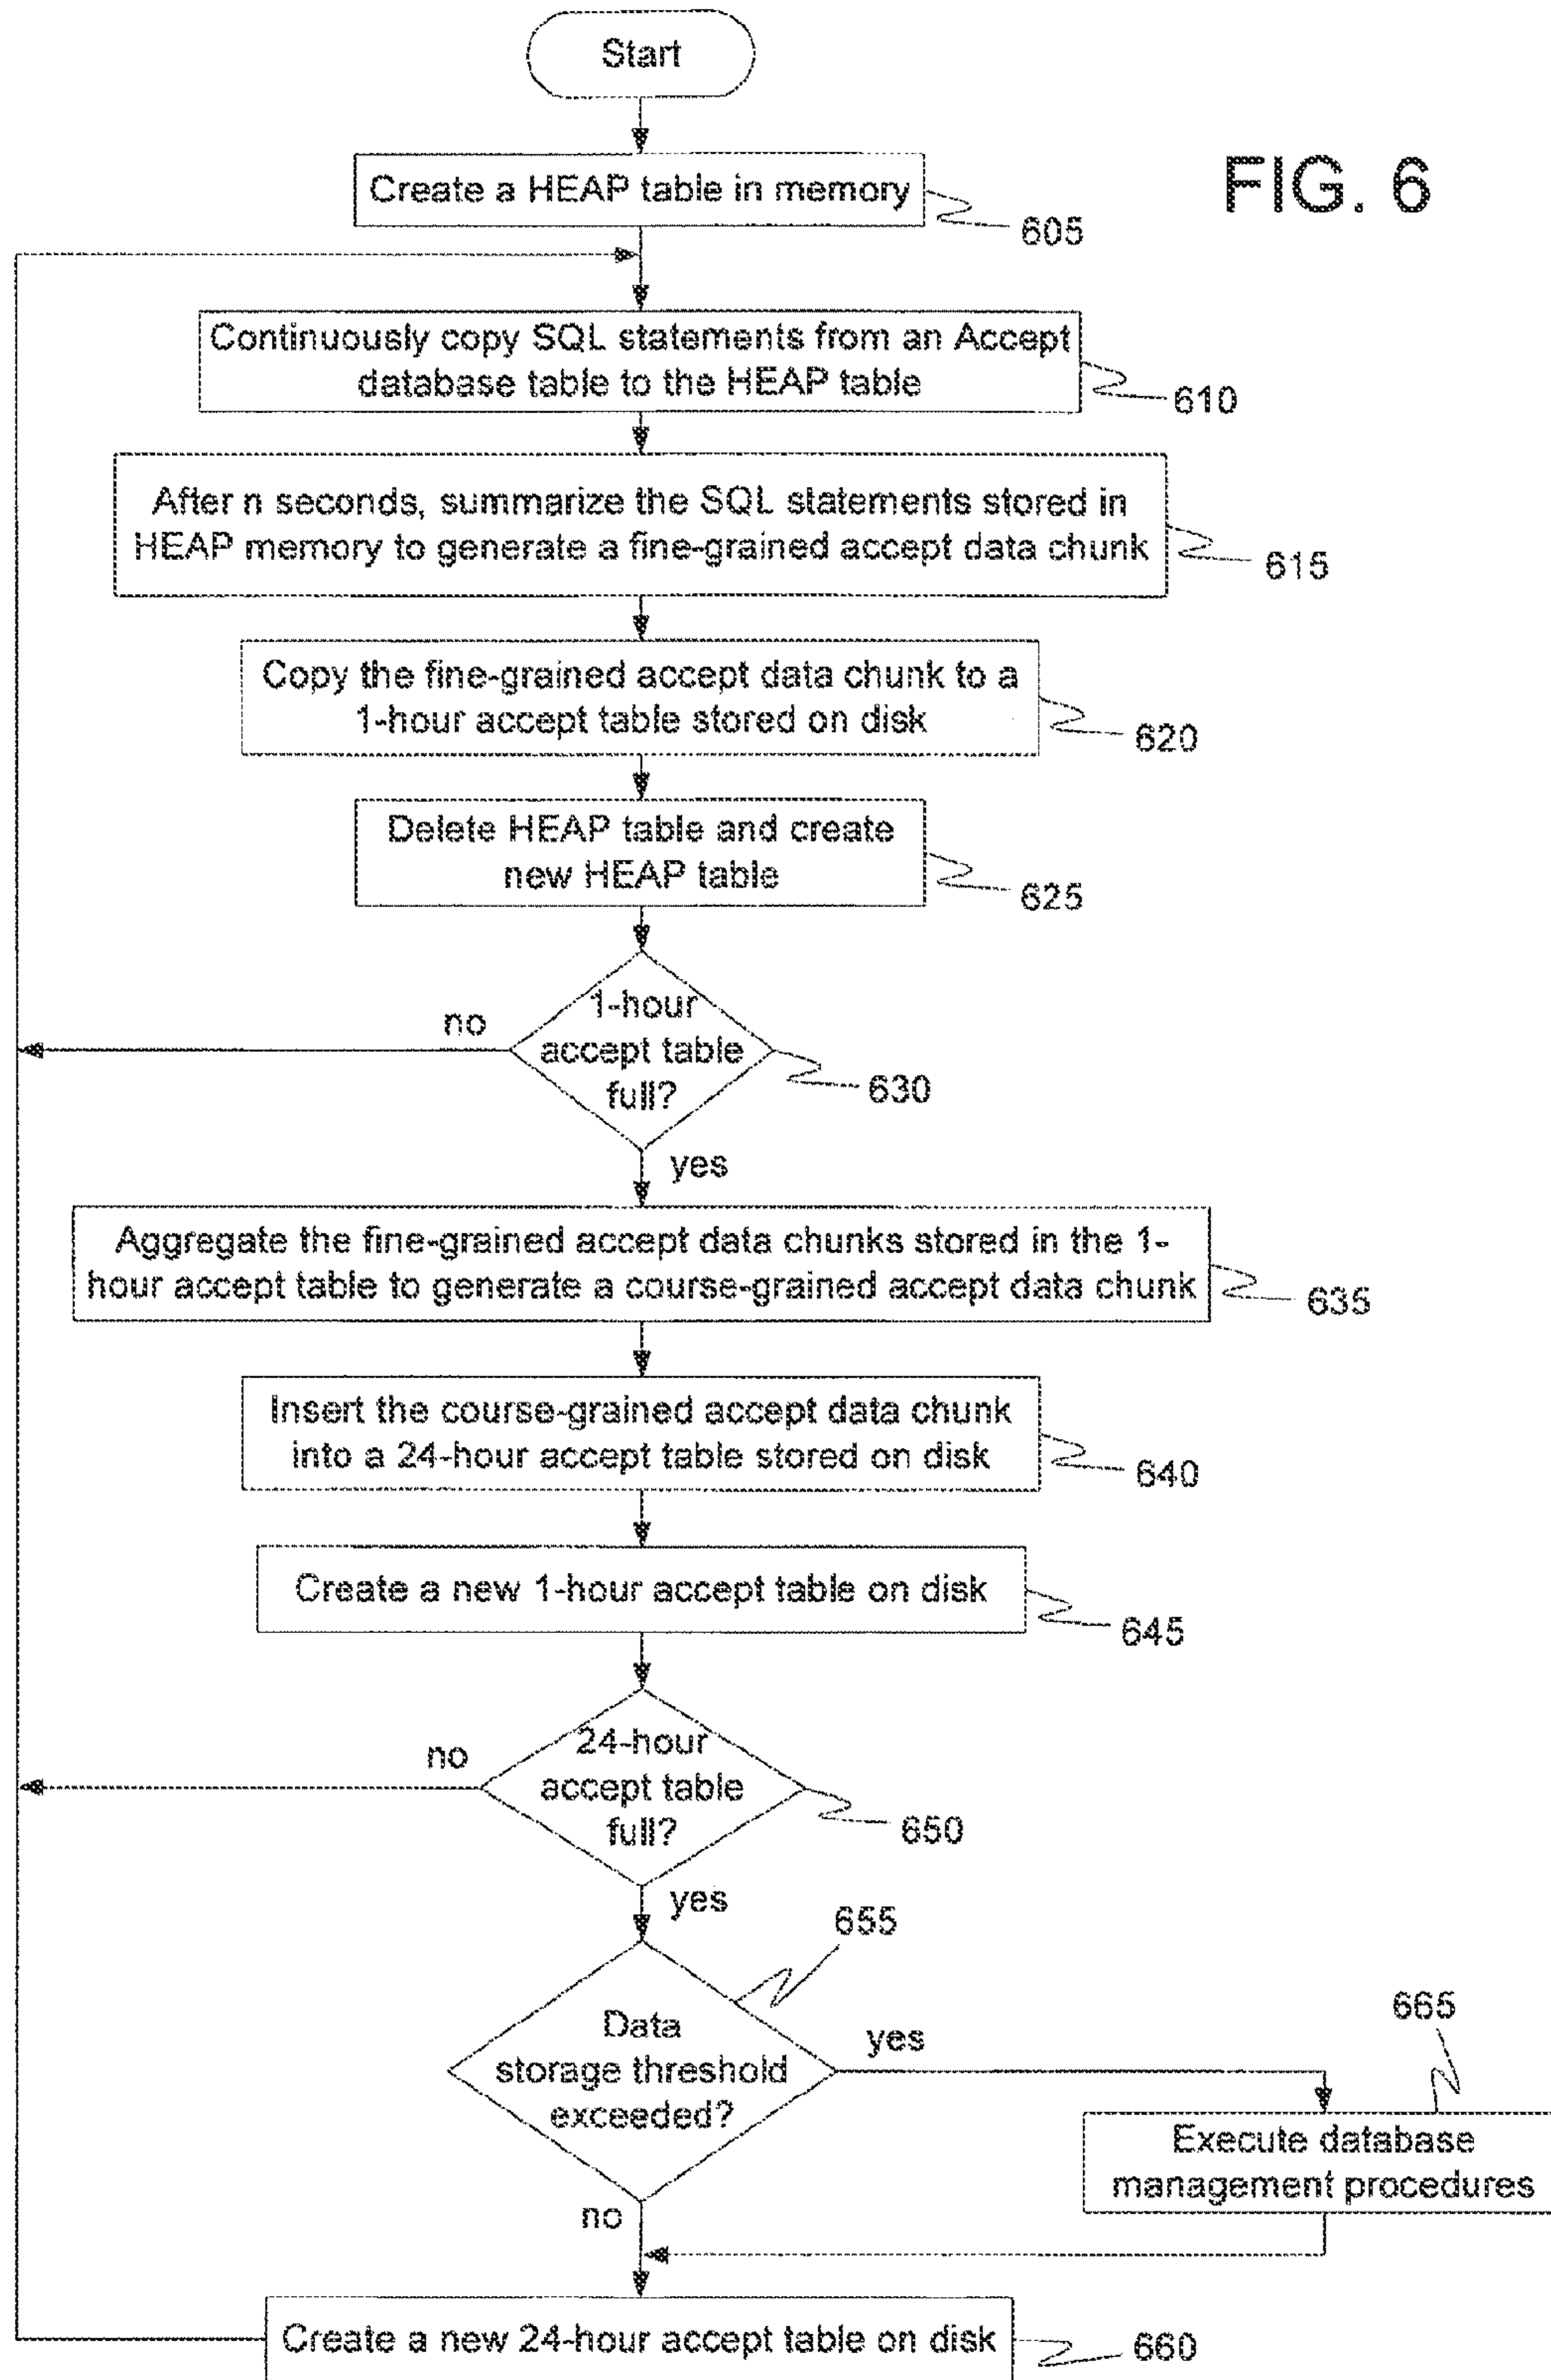 Start
FIG. 6
Create a HEAP table in memory
605
Continuously copy SQL statements from an Accept
database table to the HEAP table
610
After n seconds, summarize the SQL statements stored in
HEAP memory to generate a fine-grained accept data chunk
615
Copy the fine-grained accept data chunk to a
1-hour accept table stored on disk
620
Delete HEAP table and create
new HEAP table
625
1-hour
accept table
full?
no
630
yes
Aggregate the fine-grained accept data chunks stored in the 1-
hour accept table to generate a course-grained accept data chunk
635
Insert the course-grained accept data chunk
into a 24-hour accept table stored on disk
640
Create a new 1-hour accept table on disk
645
24-hour
accept table
full?
no
650
yes
655
Data
storage threshold
exceeded?
yes
665
Execute database
management procedures
no
Create a new 24-hour accept table on disk
660